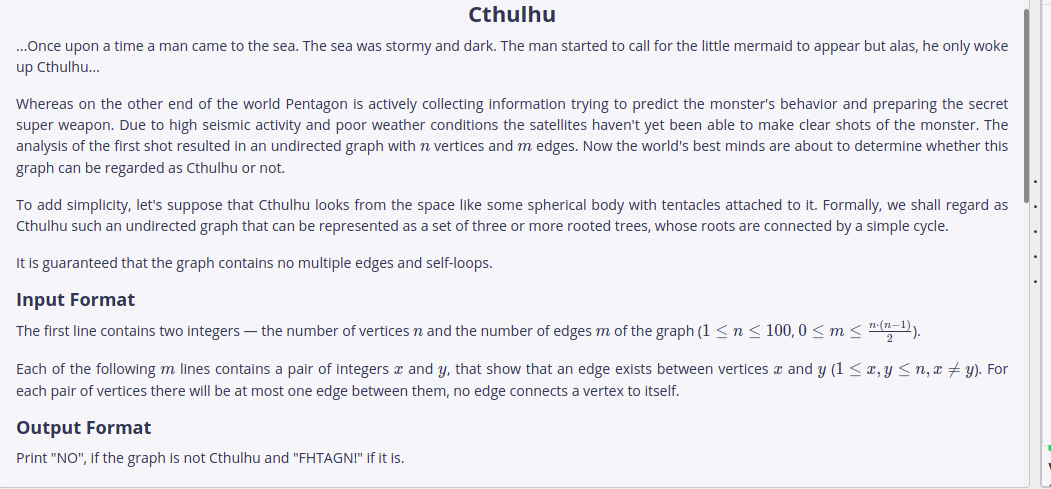 Cthulhu
...Once upon a time a man came to the sea. The sea was stormy and dark. The man started to call for the little mermaid to appear but alas, he only woke
up Cthulhu...
Whereas on the other end of the world Pentagon is actively collecting information trying to predict the monster's behavior and preparing the secret
super weapon. Due to high seismic activity and poor weather conditions the satellites haven't yet been able to make clear shots of the monster. The
analysis of the first shot resulted in an undirected graph with n vertices and m edges. Now the world's best minds are about to determine whether this
graph can be regarded as Cthulhu or not.
To add simplicity, let's suppose that Cthulhu looks from the space like some spherical body with tentacles attached to it. Formally, we shall regard as
Cthulhu such an undirected graph that can be represented as a set of three or more rooted trees, whose roots are connected by a simple cycle.
It is guaranteed that the graph contains no multiple edges and self-loops.
Input Format
The first line contains two integers — the number of vertices n and the number of edges m of the graph (1 ≤ n ≤ 100, 0 ≤ m ≤ n·(n−1)/2).
Each of the following m lines contains a pair of integers x and y, that show that an edge exists between vertices x and y (1 ≤ x, y ≤ n, x ≠ y). For
each pair of vertices there will be at most one edge between them, no edge connects a vertex to itself.
Output Format
Print "NO", if the graph is not Cthulhu and "FHTAGN!" if it is.